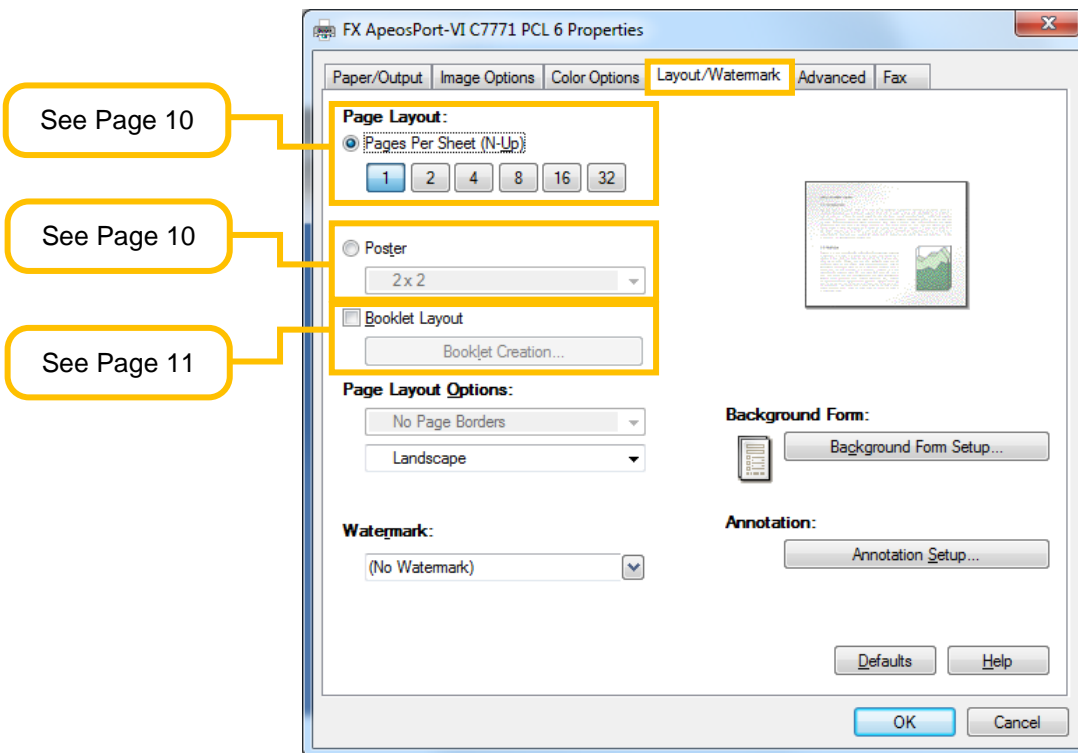 FX ApeosPort-VI C7771 PCL 6 Properties
x
Paper/Output Image Options Color Options Layout/Watermark Advanced Fax
See Page 10
Page Layout:
Pages Per Sheet (N-Up)
1 2 4 8 16 32
See Page 10
Poster
2 x 2
See Page 11
Booklet Layout
Booklet Creation...
Page Layout Options:
No Page Borders
Landscape
Background Form:
Background Form Setup...
Watermark:
(No Watermark)
Annotation:
Annotation Setup...
Defaults Help
OK Cancel